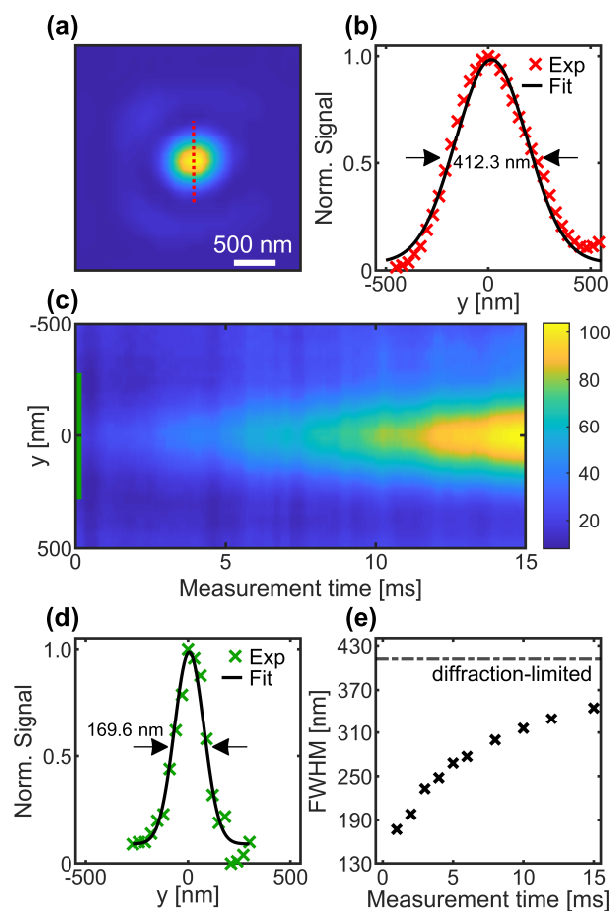 (a)
500 nm
(b)
Norm. Signal
1.0
0.5
0
Exp
Fit
412.3 nm
-500
0
500
y [nm]
(c)
y [nm]
-500
0
500
0
5
10
15
Measurement time [ms]
100
80
60
40
20
(d)
Norm. Signal
1.0
0.5
0
Exp
Fit
169.6 nm
-500
0
500
y [nm]
(e)
FWHM [nm]
430
370
310
250
190
130
diffraction-limited
0
5
10
15
Measurement time [ms]